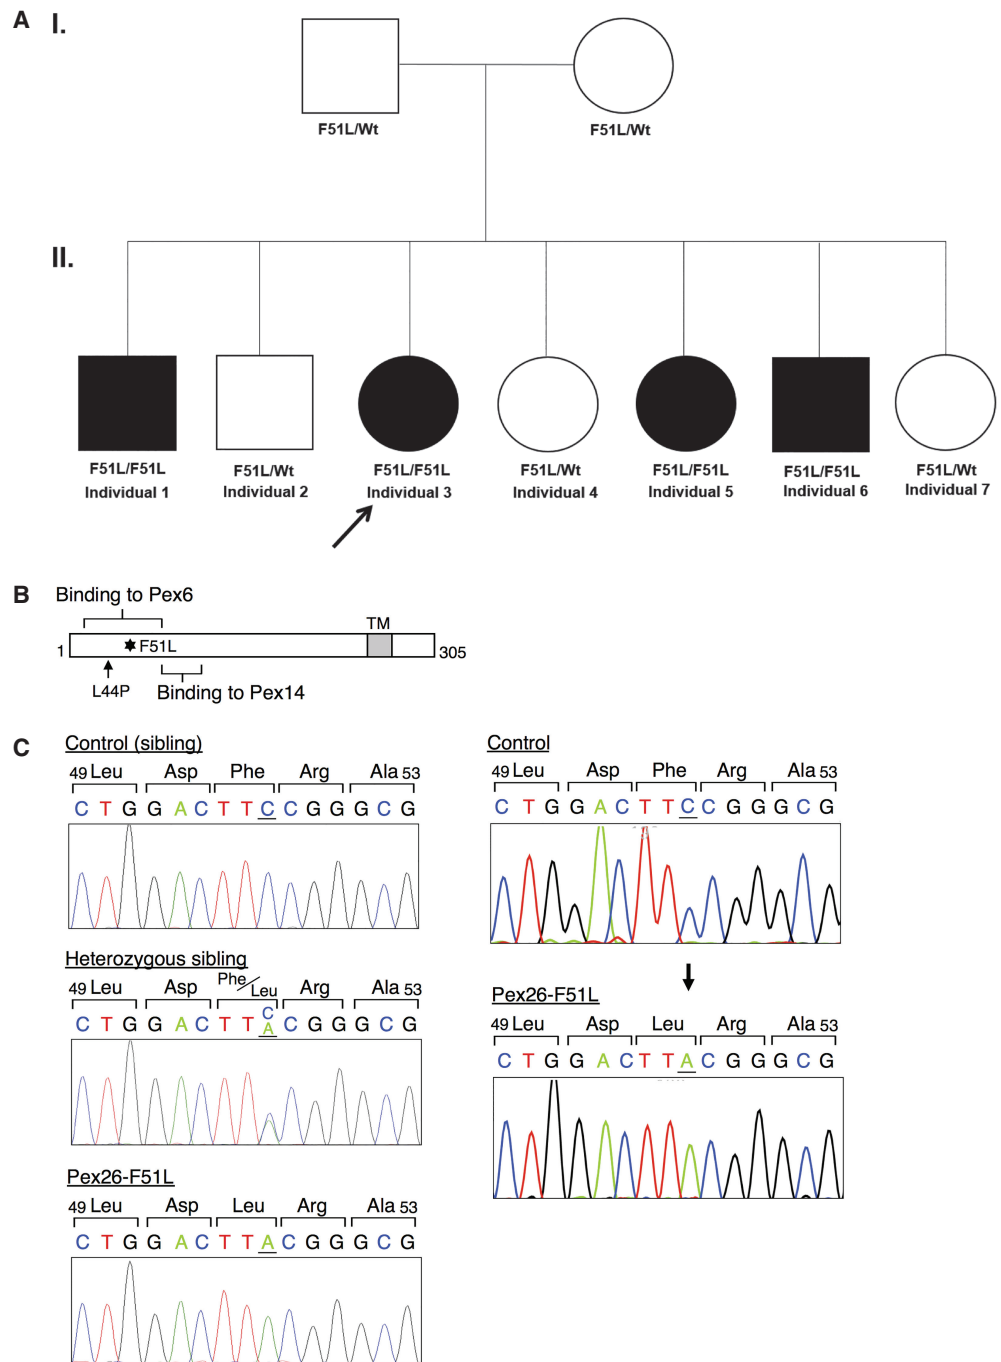 A I.
F51L/Wt F51L/Wt
II.
F51L/F51L F51L/Wt F51L/F51L F51L/Wt F51L/F51L F51L/F51L F51L/Wt
Individual 1 Individual 2 Individual 3 Individual 4 Individual 5 Individual 6 Individual 7
B
Binding to Pex6
TM
1 F51L 305
L44P Binding to Pex14
C
Control (sibling)
49 Leu Asp Phe Arg Ala 53
C T G G A C T T C C G G G C G
Heterozygous sibling
Phe/Leu
49 Leu Asp Arg Ala 53
C
C T G G A C T T A C G G G C G
Pex26-F51L
49 Leu Asp Leu Arg Ala 53
C T G G A C T T A C G G G C G
Control
49 Leu Asp Phe Arg Ala 53
C T G G A C T T C C G G G C G
Pex26-F51L
49 Leu Asp Leu Arg Ala 53
C T G G A C T T A C G G G C G